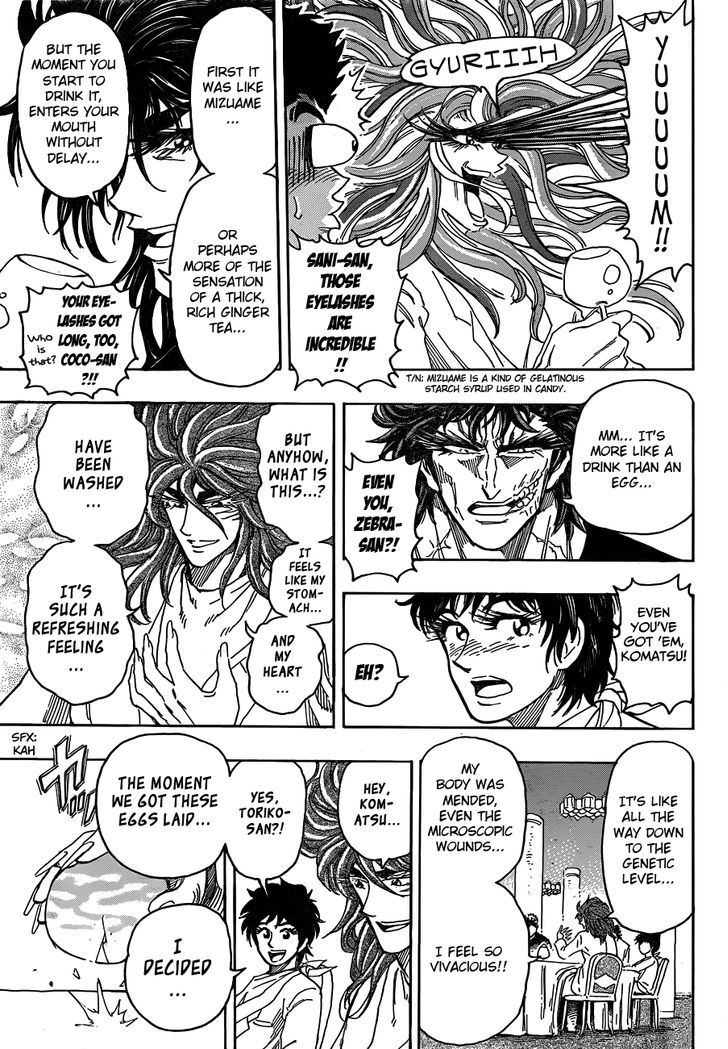 YUUUUUUM!!
GYURIIIH
SANI-SAN,
THOSE
EYELASHES
ARE
INCREDIBLE
!!
FIRST IT
WAS LIKE
MIZUAME
...
OR
PERHAPS
MORE OF THE
SENSATION
OF A THICK,
RICH GINGER
TEA...
BUT THE
MOMENT YOU
START TO
DRINK IT,
ENTERS YOUR
MOUTH
WITHOUT
DELAY...
YOUR EYE-
LASHES GOT
LONG, TOO,
COCO-SAN
?!!
Who
is
that?
T/N: MIZUAME IS A KIND OF GELATINOUS
STARCH SYRUP USED IN CANDY.
MM... IT'S
MORE LIKE A
DRINK THAN AN
EGG...
EVEN
YOU,
ZEBRA-
SAN?!
EVEN
YOU'VE
GOT 'EM,
KOMATSU!
EH?
BUT
ANYHOW,
WHAT IS
THIS...?
IT
FEELS
LIKE MY
STOM-
ACH...
AND
MY
HEART
...
HAVE
BEEN
WASHED
...
IT'S
SUCH A
REFRESHING
FEELING
...
IT'S LIKE
ALL THE
WAY DOWN
TO THE
GENETIC
LEVEL...
MY
BODY WAS
MENDED,
EVEN THE
MICROSCOPIC
WOUNDS...
I FEEL SO
VIVACIOUS!!
HEY,
KOM-
ATSU...
YES,
TORIKO-
SAN?!
THE MOMENT
WE GOT THESE
EGGS LAID...
I
DECIDED
...
SFX:
KAH
カッ